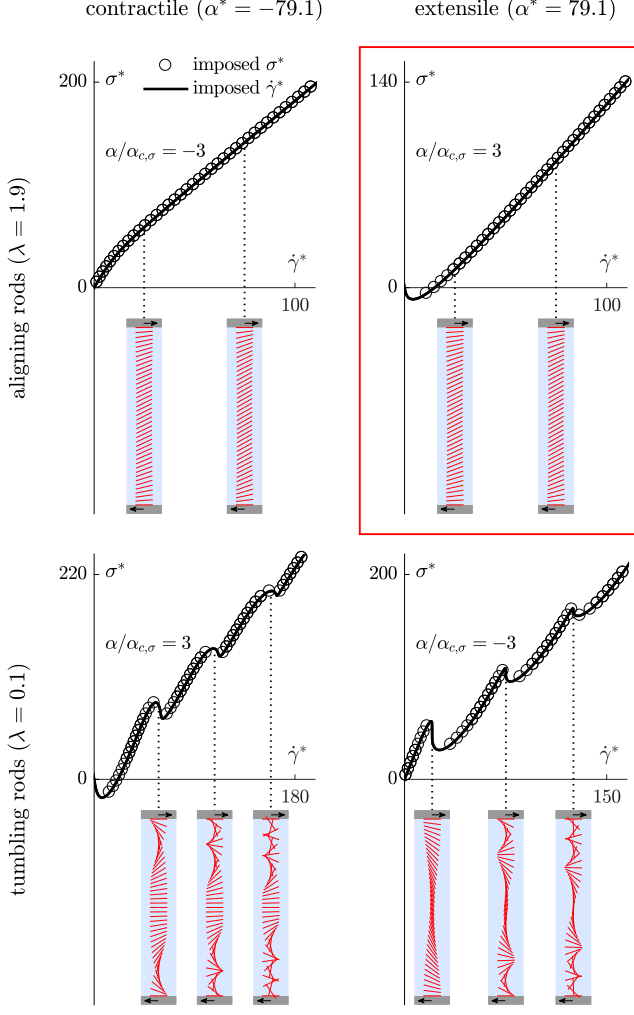 contractile (α* = −79.1)
extensile (α* = 79.1)
aligning rods (λ = 1.9)
200
σ*
imposed σ*
imposed γ̇*
α/α_{c,σ} = −3
γ̇*
0
100
140
σ*
α/α_{c,σ} = 3
γ̇*
0
100
tumbling rods (λ = 0.1)
220
σ*
α/α_{c,σ} = 3
γ̇*
0
180
200
σ*
α/α_{c,σ} = −3
γ̇*
0
150